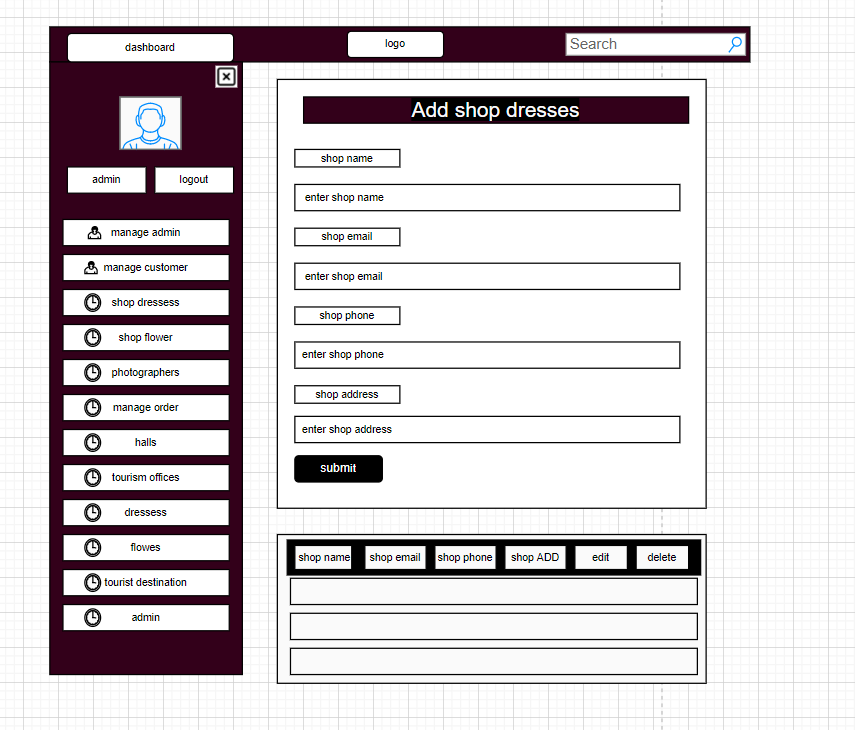 dashboard
logo
Search
admin
logout
manage admin
manage customer
shop dressess
shop flower
photographers
manage order
halls
tourism offices
dressess
flowes
tourist destination
admin
Add shop dresses
shop name
enter shop name
shop email
enter shop email
shop phone
enter shop phone
shop address
enter shop address
submit
shop name shop email shop phone shop ADD edit delete